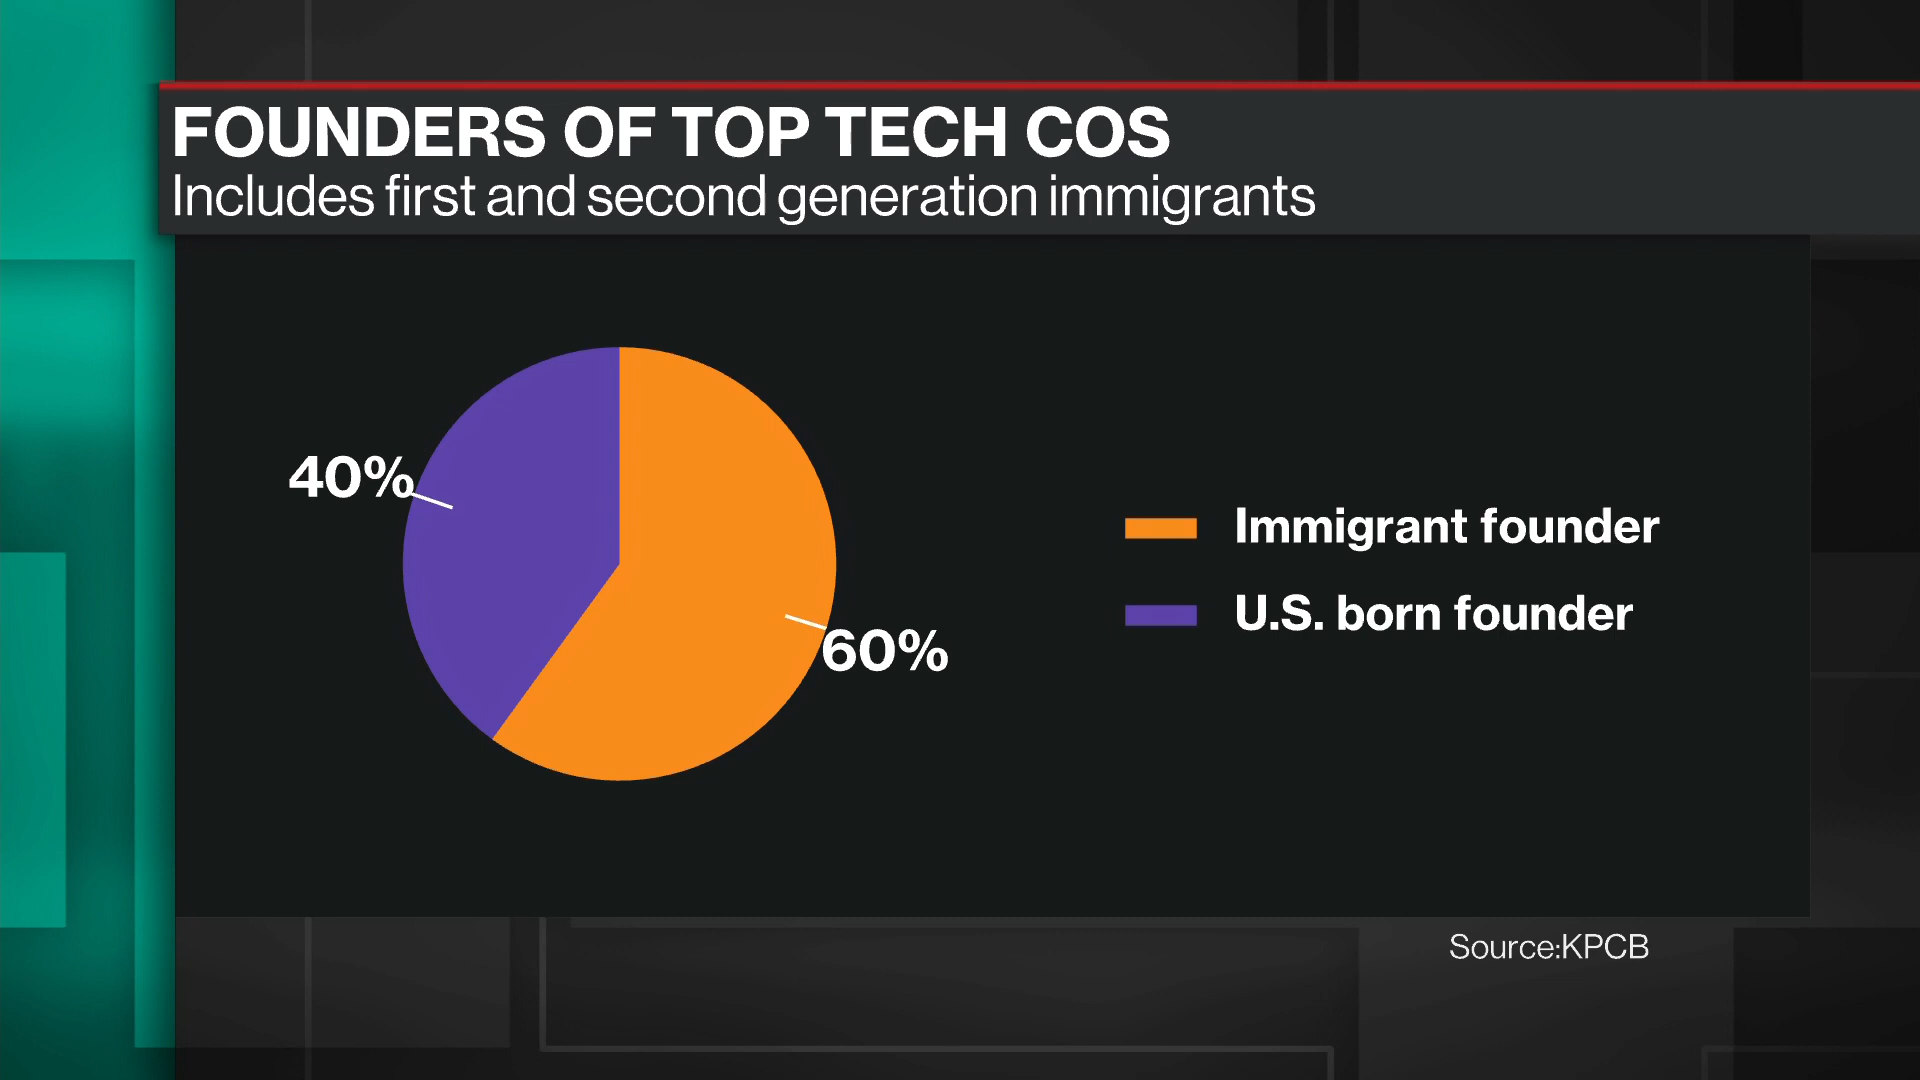 FOUNDERS OF TOP TECH COS
Includes first and second generation immigrants
40%
60%
Immigrant founder
U.S. born founder
Source:KPCB